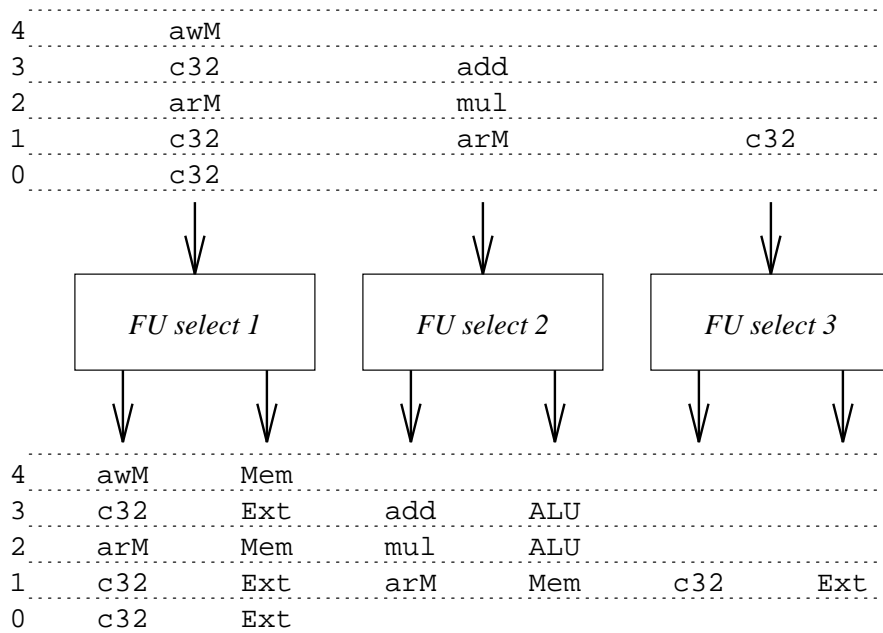 4 awM
3 c32 add
2 arM mul
1 c32 arM c32
0 c32
FU select 1 FU select 2 FU select 3
4 awM Mem
3 c32 Ext add ALU
2 arM Mem mul ALU
1 c32 Ext arM Mem c32 Ext
0 c32 Ext